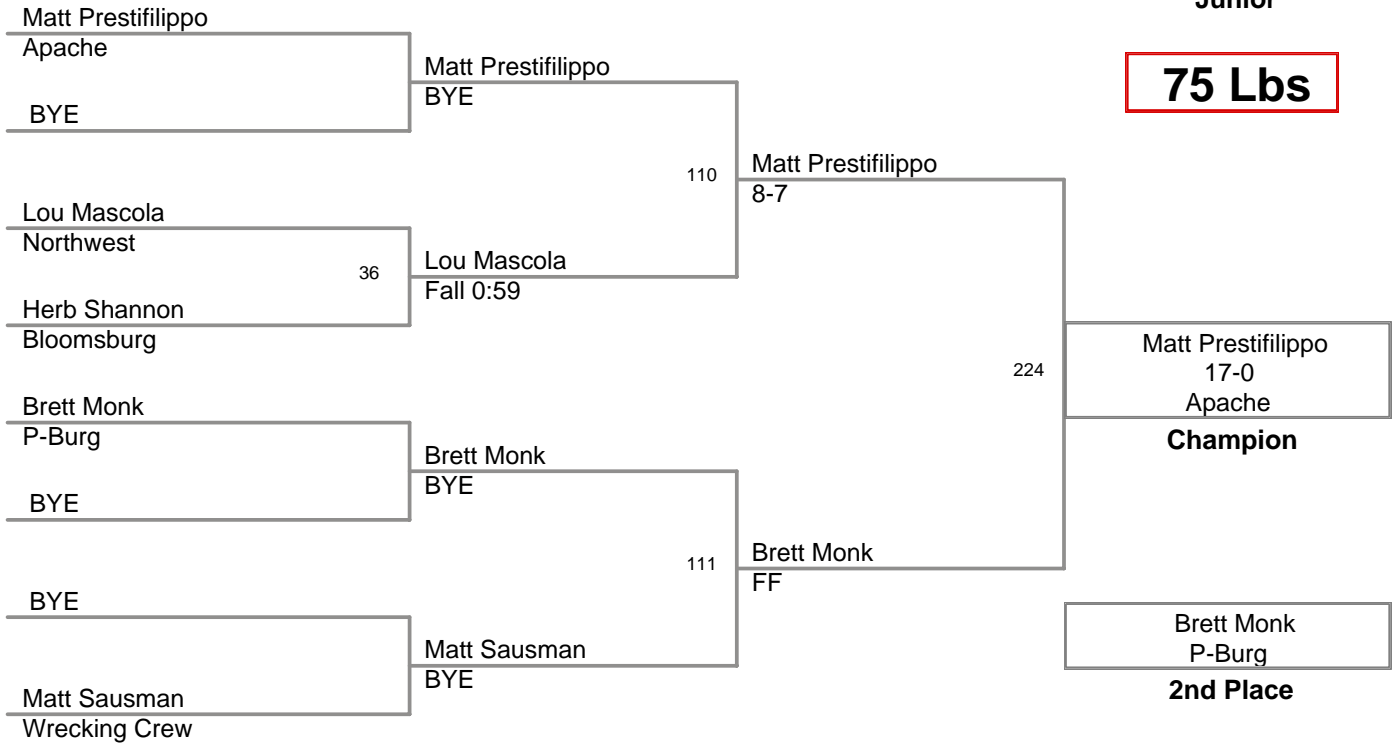 Junior
75 Lbs
Matt Prestifilippo
Apache
BYE
Lou Mascola
Northwest
36
Herb Shannon
Bloomsburg
Brett Monk
P-Burg
BYE
BYE
Matt Sausman
Wrecking Crew
Matt Prestifilippo
BYE
110
Lou Mascola
Fall 0:59
Brett Monk
BYE
111
Matt Sausman
BYE
Matt Prestifilippo
8-7
224
Brett Monk
FF
Matt Prestifilippo
17-0
Apache
Champion
Brett Monk
P-Burg
2nd Place